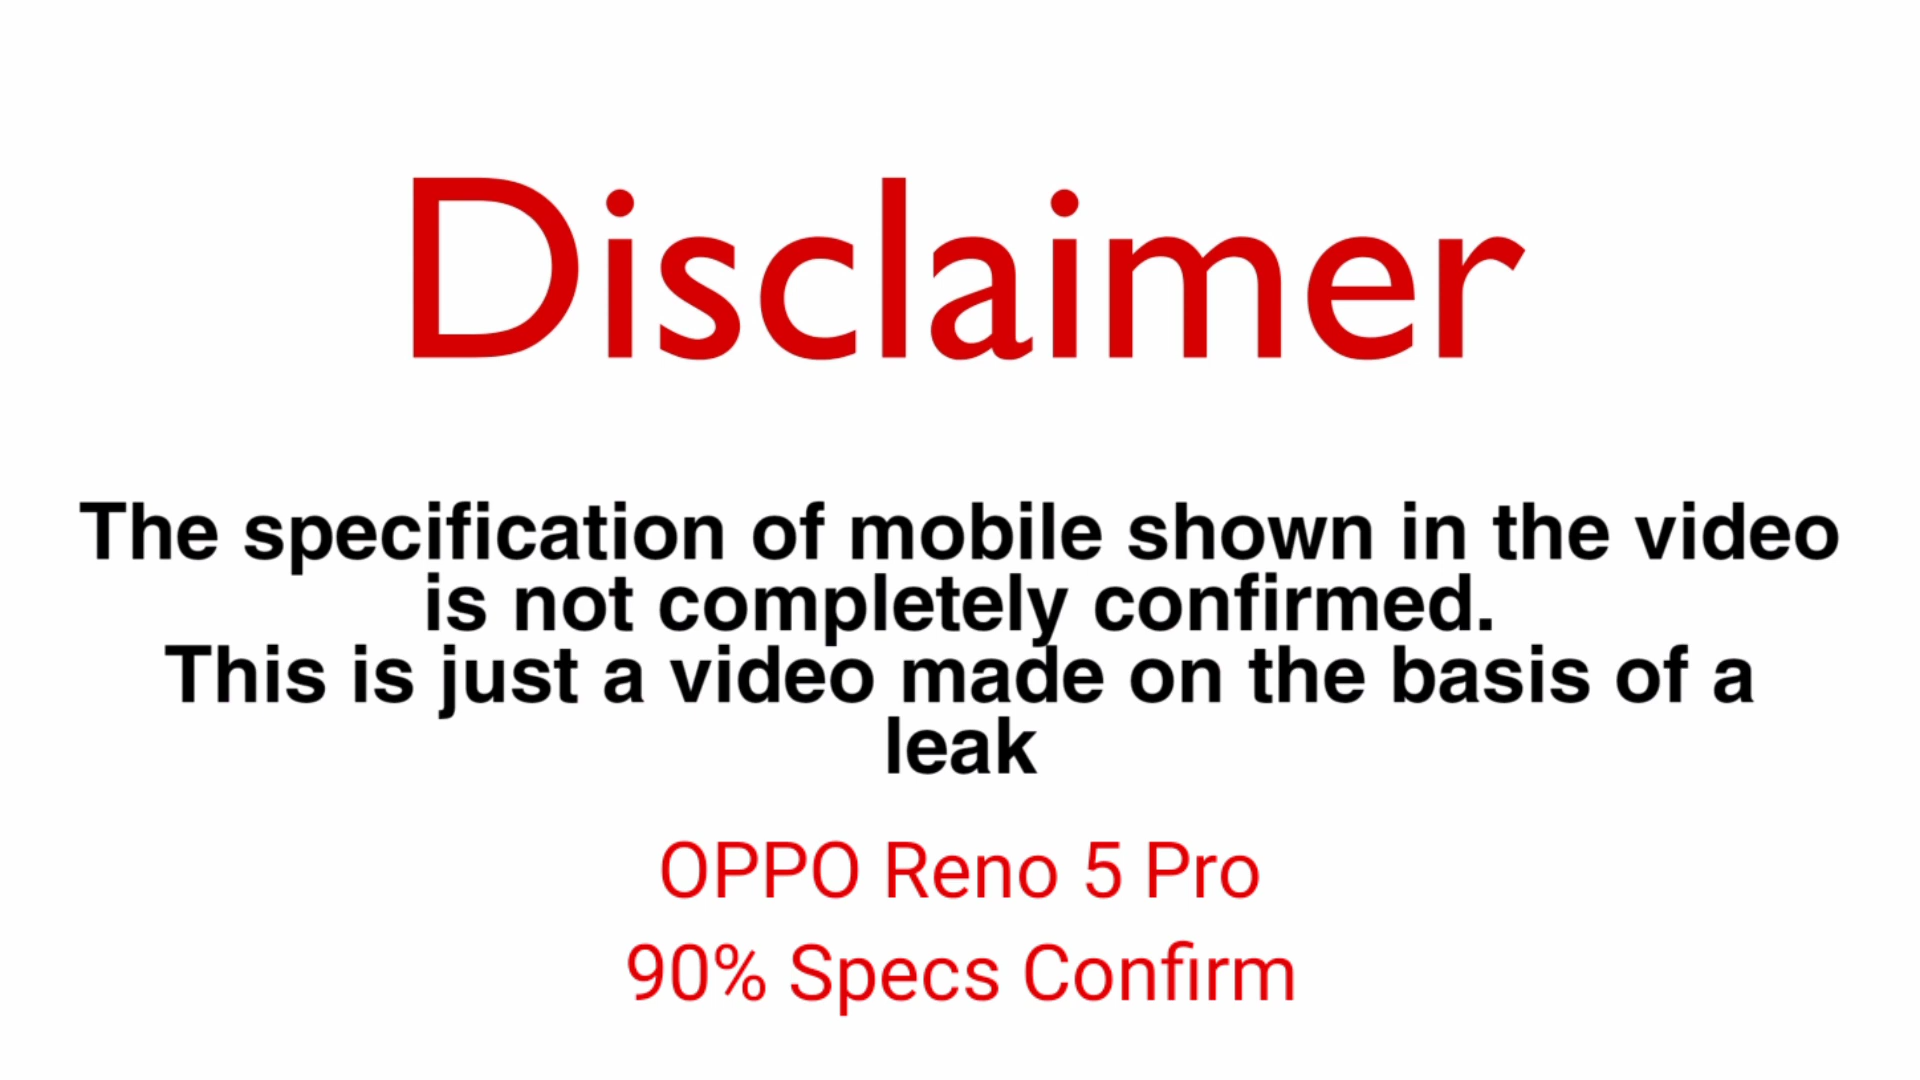 Disclaimer
The specification of mobile shown in the video
is not completely confirmed.
This is just a video made on the basis of a
leak
OPPO Reno 5 Pro
90% Specs Confirm